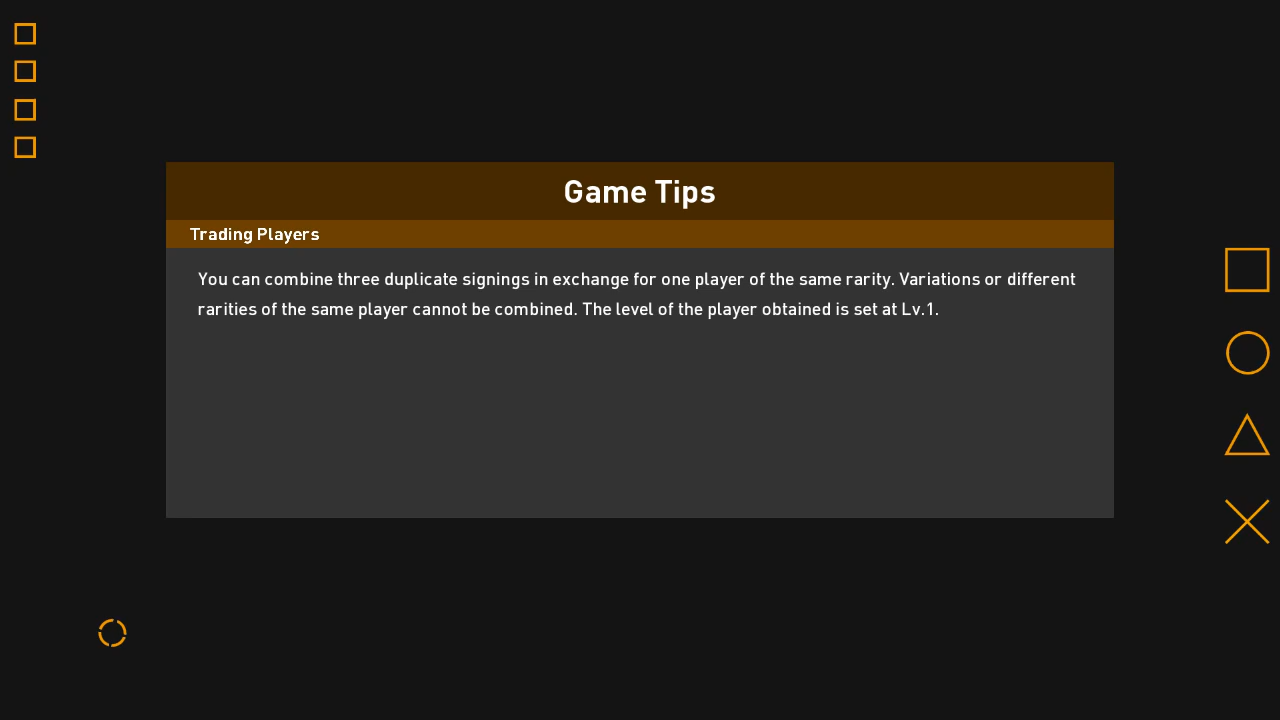 Game Tips
Trading Players
You can combine three duplicate signings in exchange for one player of the same rarity. Variations or different
rarities of the same player cannot be combined. The level of the player obtained is set at Lv.1.